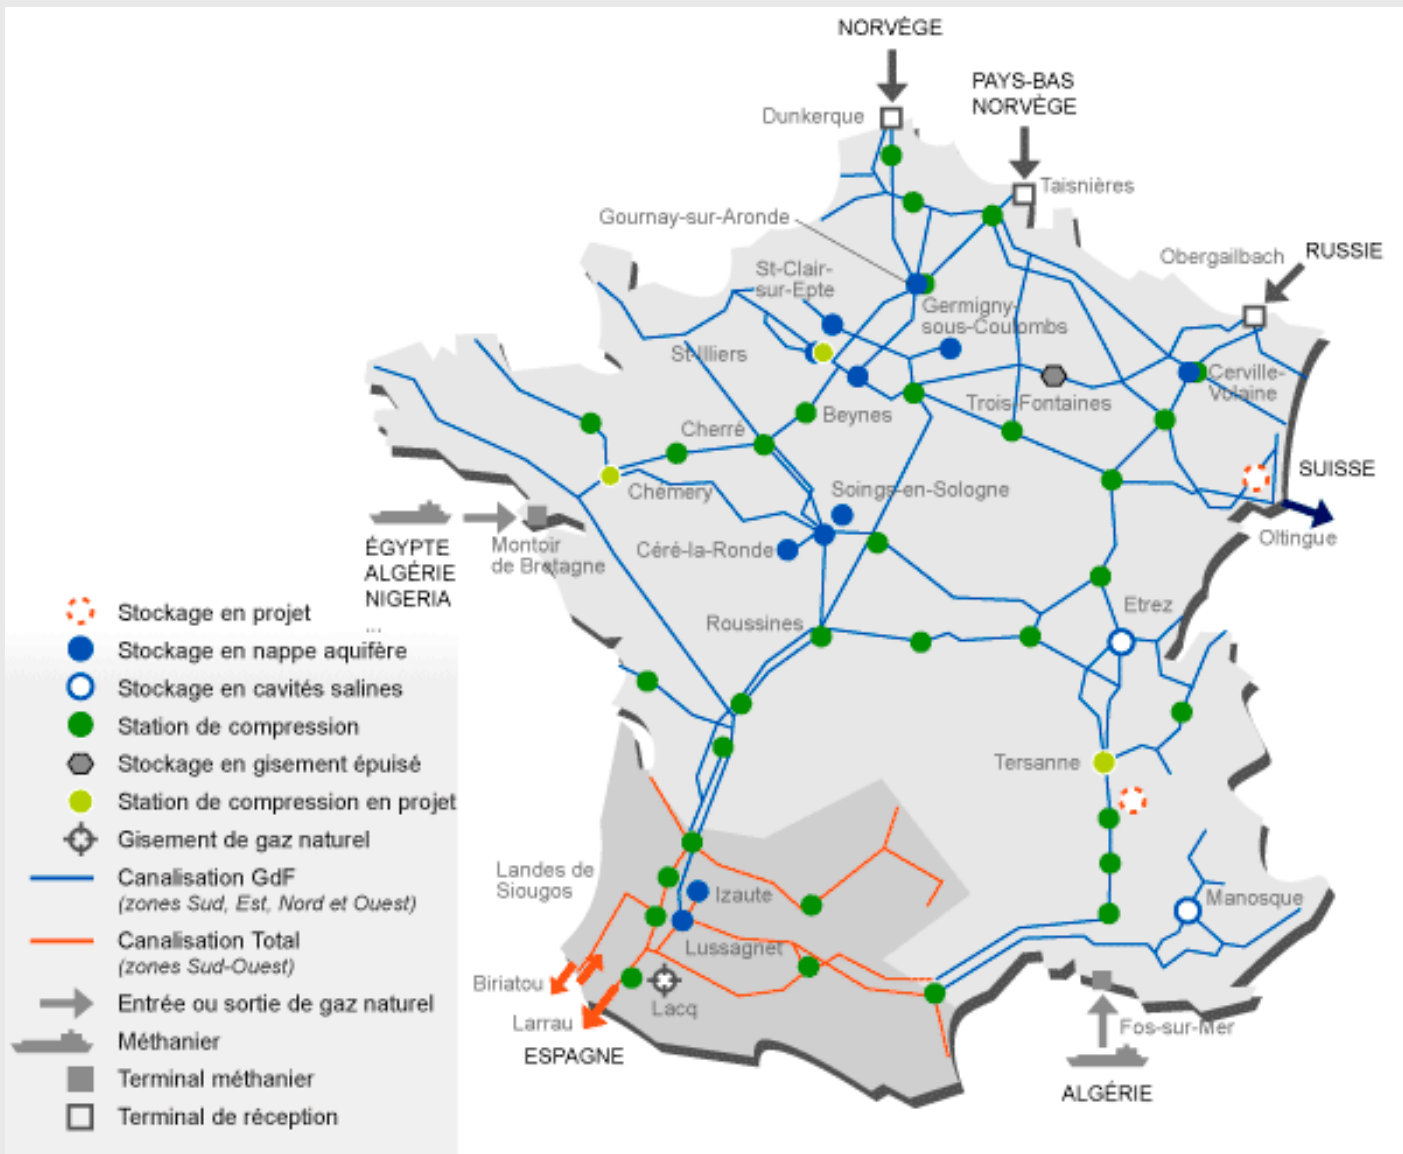 NORVÈGE
PAYS-BAS
NORVÈGE
Dunkerque
Taisnières
Gournay-sur-Aronde
RUSSIE
Obergailbach
St-Clair-
sur-Epte
Germigny-
sous-Coulombs
St-Illiers
Cerville-
Volaine
Trois-Fontaines
Beynes
Cherré
SUISSE
Chémery
Soings-en-Sologne
Oltingue
Montoir
de Bretagne
Céré-la-Ronde
ÉGYPTE
ALGÉRIE
NIGERIA
...
Etrez
Roussines
Tersanne
Landes de
Siougos
Izaute
Manosque
Lussagnet
Biriatou
Lacq
Larrau
Fos-sur-Mer
ESPAGNE
ALGÉRIE
Stockage en projet
Stockage en nappe aquifère
Stockage en cavités salines
Station de compression
Stockage en gisement épuisé
Station de compression en projet
Gisement de gaz naturel
Canalisation GdF
(zones Sud, Est, Nord et Ouest)
Canalisation Total
(zones Sud-Ouest)
Entrée ou sortie de gaz naturel
Méthanier
Terminal méthanier
Terminal de réception